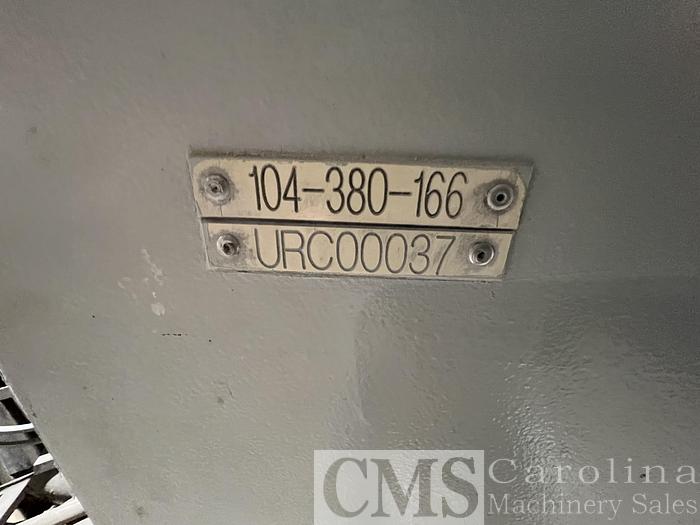 104-380-166
URC00037
CMS Carolina
Machinery Sales